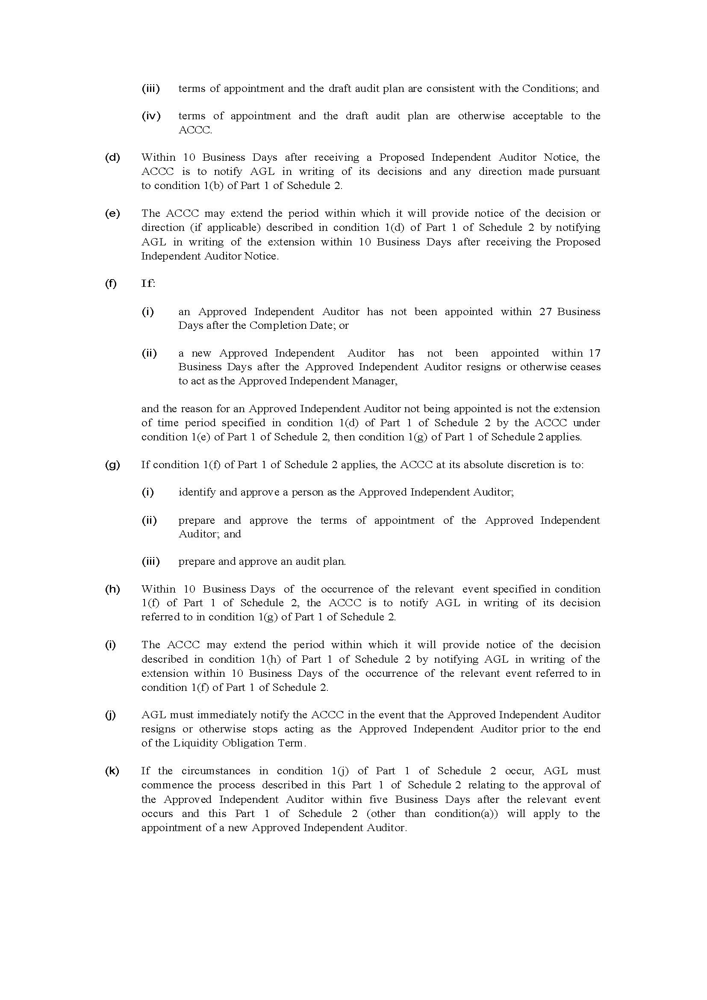 (iii) terms of appointment and the draft audit plan are consistent with the Conditions; and
(iv) terms of appointment and the draft audit plan are otherwise acceptable to the
ACCC.
(d) Within 10 Business Days after receiving a Proposed Independent Auditor Notice, the
ACCC is to notify AGL in writing of its decisions and any direction made pursuant
to condition 1(b) of Part 1 of Schedule 2.
(e) The ACCC may extend the period within which it will provide notice of the decision or
direction (if applicable) described in condition 1(d) of Part 1 of Schedule 2 by notifying
AGL in writing of the extension within 10 Business Days after receiving the Proposed
Independent Auditor Notice.
(f) If:
(i) an Approved Independent Auditor has not been appointed within 27 Business
Days after the Completion Date; or
(ii) a new Approved Independent Auditor has not been appointed within 17
Business Days after the Approved Independent Auditor resigns or otherwise ceases
to act as the Approved Independent Manager,
and the reason for an Approved Independent Auditor not being appointed is not the extension
of time period specified in condition 1(d) of Part 1 of Schedule 2 by the ACCC under
condition 1(e) of Part 1 of Schedule 2, then condition 1(g) of Part 1 of Schedule 2 applies.
(g) If condition 1(f) of Part 1 of Schedule 2 applies, the ACCC at its absolute discretion is to:
(i) identify and approve a person as the Approved Independent Auditor;
(ii) prepare and approve the terms of appointment of the Approved Independent
Auditor; and
(iii) prepare and approve an audit plan.
(h) Within 10 Business Days of the occurrence of the relevant event specified in condition
1(f) of Part 1 of Schedule 2, the ACCC is to notify AGL in writing of its decision
referred to in condition 1(g) of Part 1 of Schedule 2.
(i) The ACCC may extend the period within which it will provide notice of the decision
described in condition 1(h) of Part 1 of Schedule 2 by notifying AGL in writing of the
extension within 10 Business Days of the occurrence of the relevant event referred to in
condition 1(f) of Part 1 of Schedule 2.
(j) AGL must immediately notify the ACCC in the event that the Approved Independent Auditor
resigns or otherwise stops acting as the Approved Independent Auditor prior to the end
of the Liquidity Obligation Term.
(k) If the circumstances in condition 1(j) of Part 1 of Schedule 2 occur, AGL must
commence the process described in this Part 1 of Schedule 2 relating to the approval of
the Approved Independent Auditor within five Business Days after the relevant event
occurs and this Part 1 of Schedule 2 (other than condition(a)) will apply to the
appointment of a new Approved Independent Auditor.